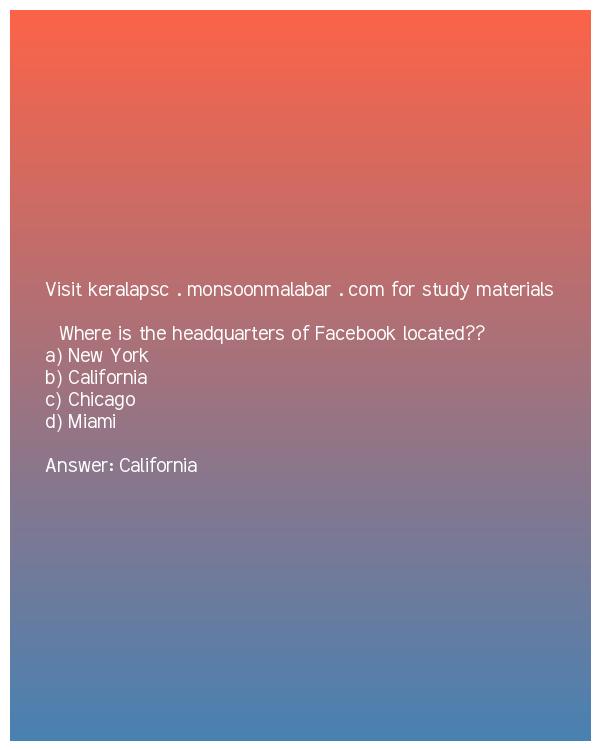 Visit keralapsc . monsoonmalabar . com for study materials
Where is the headquarters of Facebook located??
a) New York
b) California
c) Chicago
d) Miami
Answer: California